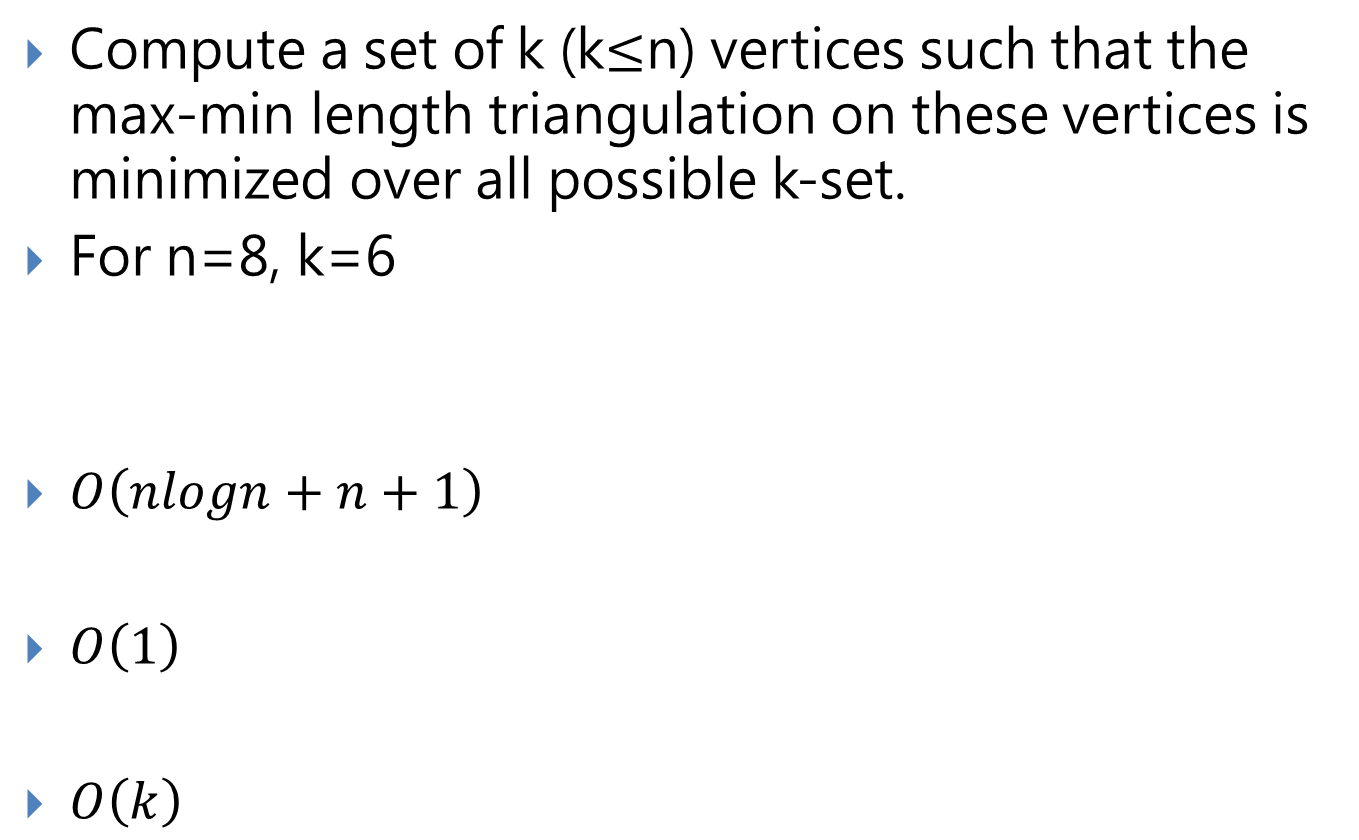 Compute a set of k (k≤n) vertices such that the
max-min length triangulation on these vertices is
minimized over all possible k-set.
For n=8, k=6
O(nlogn + n + 1)
O(1)
O(k)